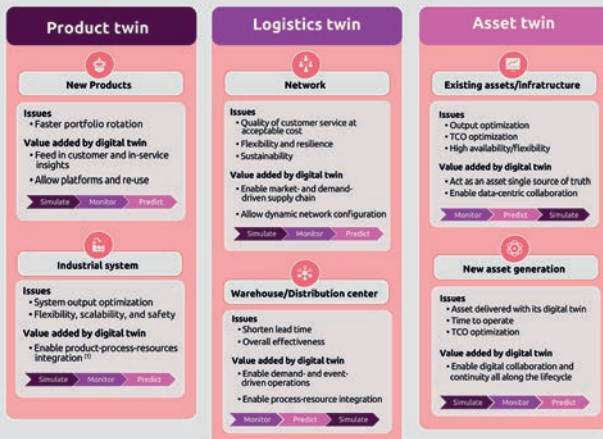 Product twin
New Products
Issues
• Faster portfolio rotation
Value added by digital twin
• Feed in customer and in-service
insights
• Allow platforms and re-use
Simulate Monitor Predict
Industrial system
Issues
• System output optimization
• Flexibility, scalability, and safety
Value added by digital twin
• Enable product-process-resources
integration (1)
Simulate Monitor Predict
Logistics twin
Network
Issues
• Quality of customer service at
acceptable cost
• Flexibility and resilience
• Sustainability
Value added by digital twin
• Enable market- and demand-
driven supply chain
• Allow dynamic network configuration
Simulate Monitor Predict
Warehouse/Distribution center
Issues
• Shorten lead time
• Overall effectiveness
Value added by digital twin
• Enable demand- and event-
driven operations
• Enable process-resource integration
Monitor Predict Simulate
Asset twin
Existing assets/infratructure
Issues
• Output optimization
• TCO optimization
• High availability/flexibility
Value added by digital twin
• Act as an asset single source of truth
• Enable data-centric collaboration
Monitor Predict Simulate
New asset generation
Issues
• Asset delivered with its digital twin
• Time to operate
• TCO optimization
Value added by digital twin
• Enable digital collaboration and
continuity all along the lifecycle
Simulate Monitor Predict